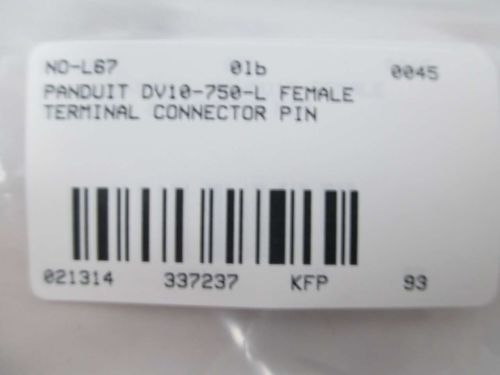 NO-L67 01b 0045
PANDUIT DV10-750-L FEMALE
TERMINAL CONNECTOR PIN
021314 337237 KFP 93